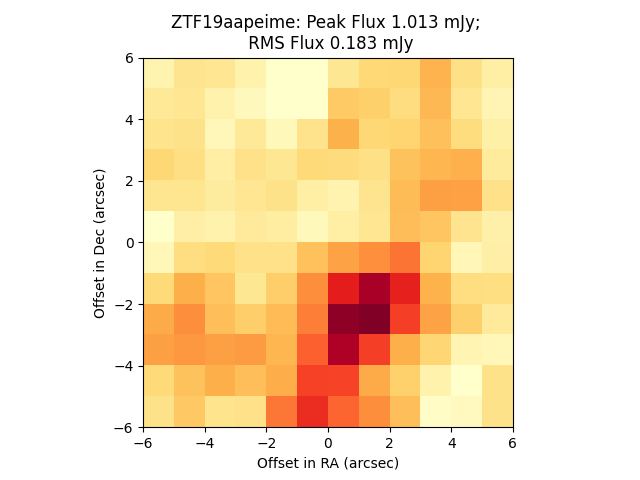 ZTF19aapeime: Peak Flux 1.013 mJy;
RMS Flux 0.183 mJy
6
4
2
0
−2
−4
−6
Offset in Dec (arcsec)
−6 −4 −2 0 2 4 6
Offset in RA (arcsec)